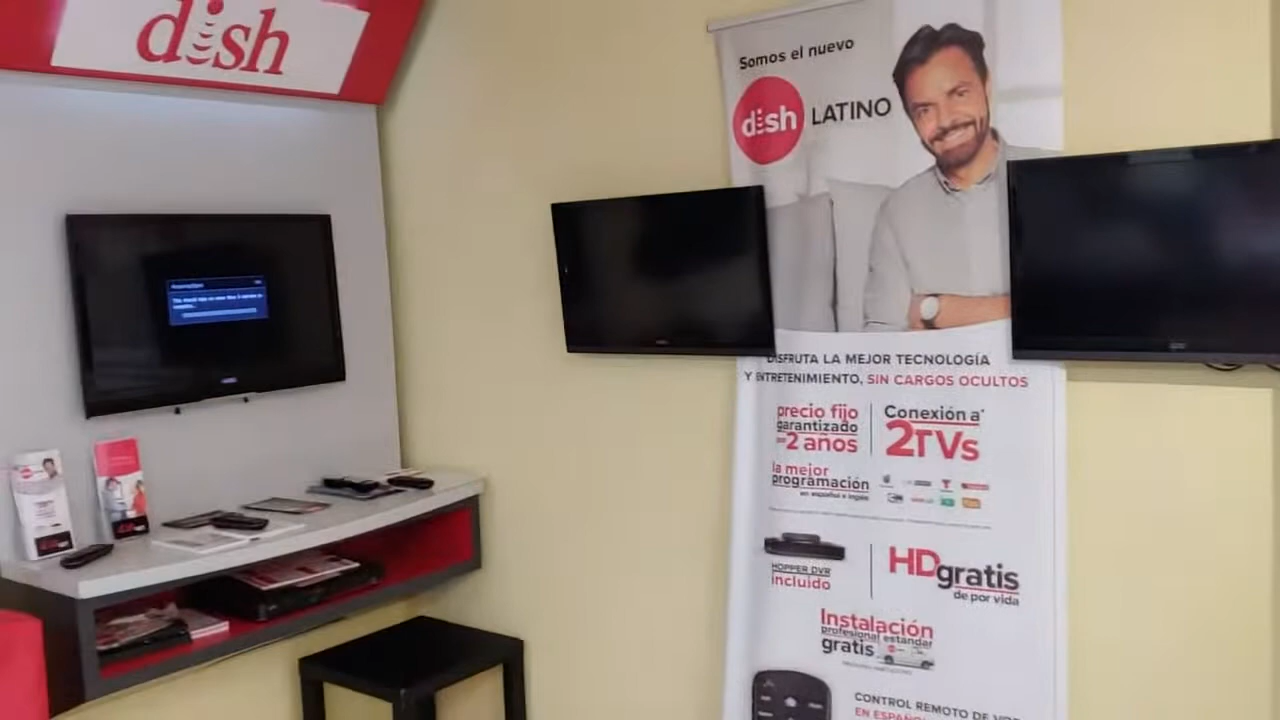 dish
Somos el nuevo
dish LATINO
DISFRUTA LA MEJOR TECNOLOGÍA
Y ENTRETENIMIENTO, SIN CARGOS OCULTOS
precio fijo
garantizado
2 años
Conexión a*
2TVs
la mejor
programación
en español e inglés
HOPPER DVR
incluido
HD gratis
de por vida
Instalación
profesional estándar
gratis
CONTROL REMOTO DE VOZ
EN ESPAÑOL